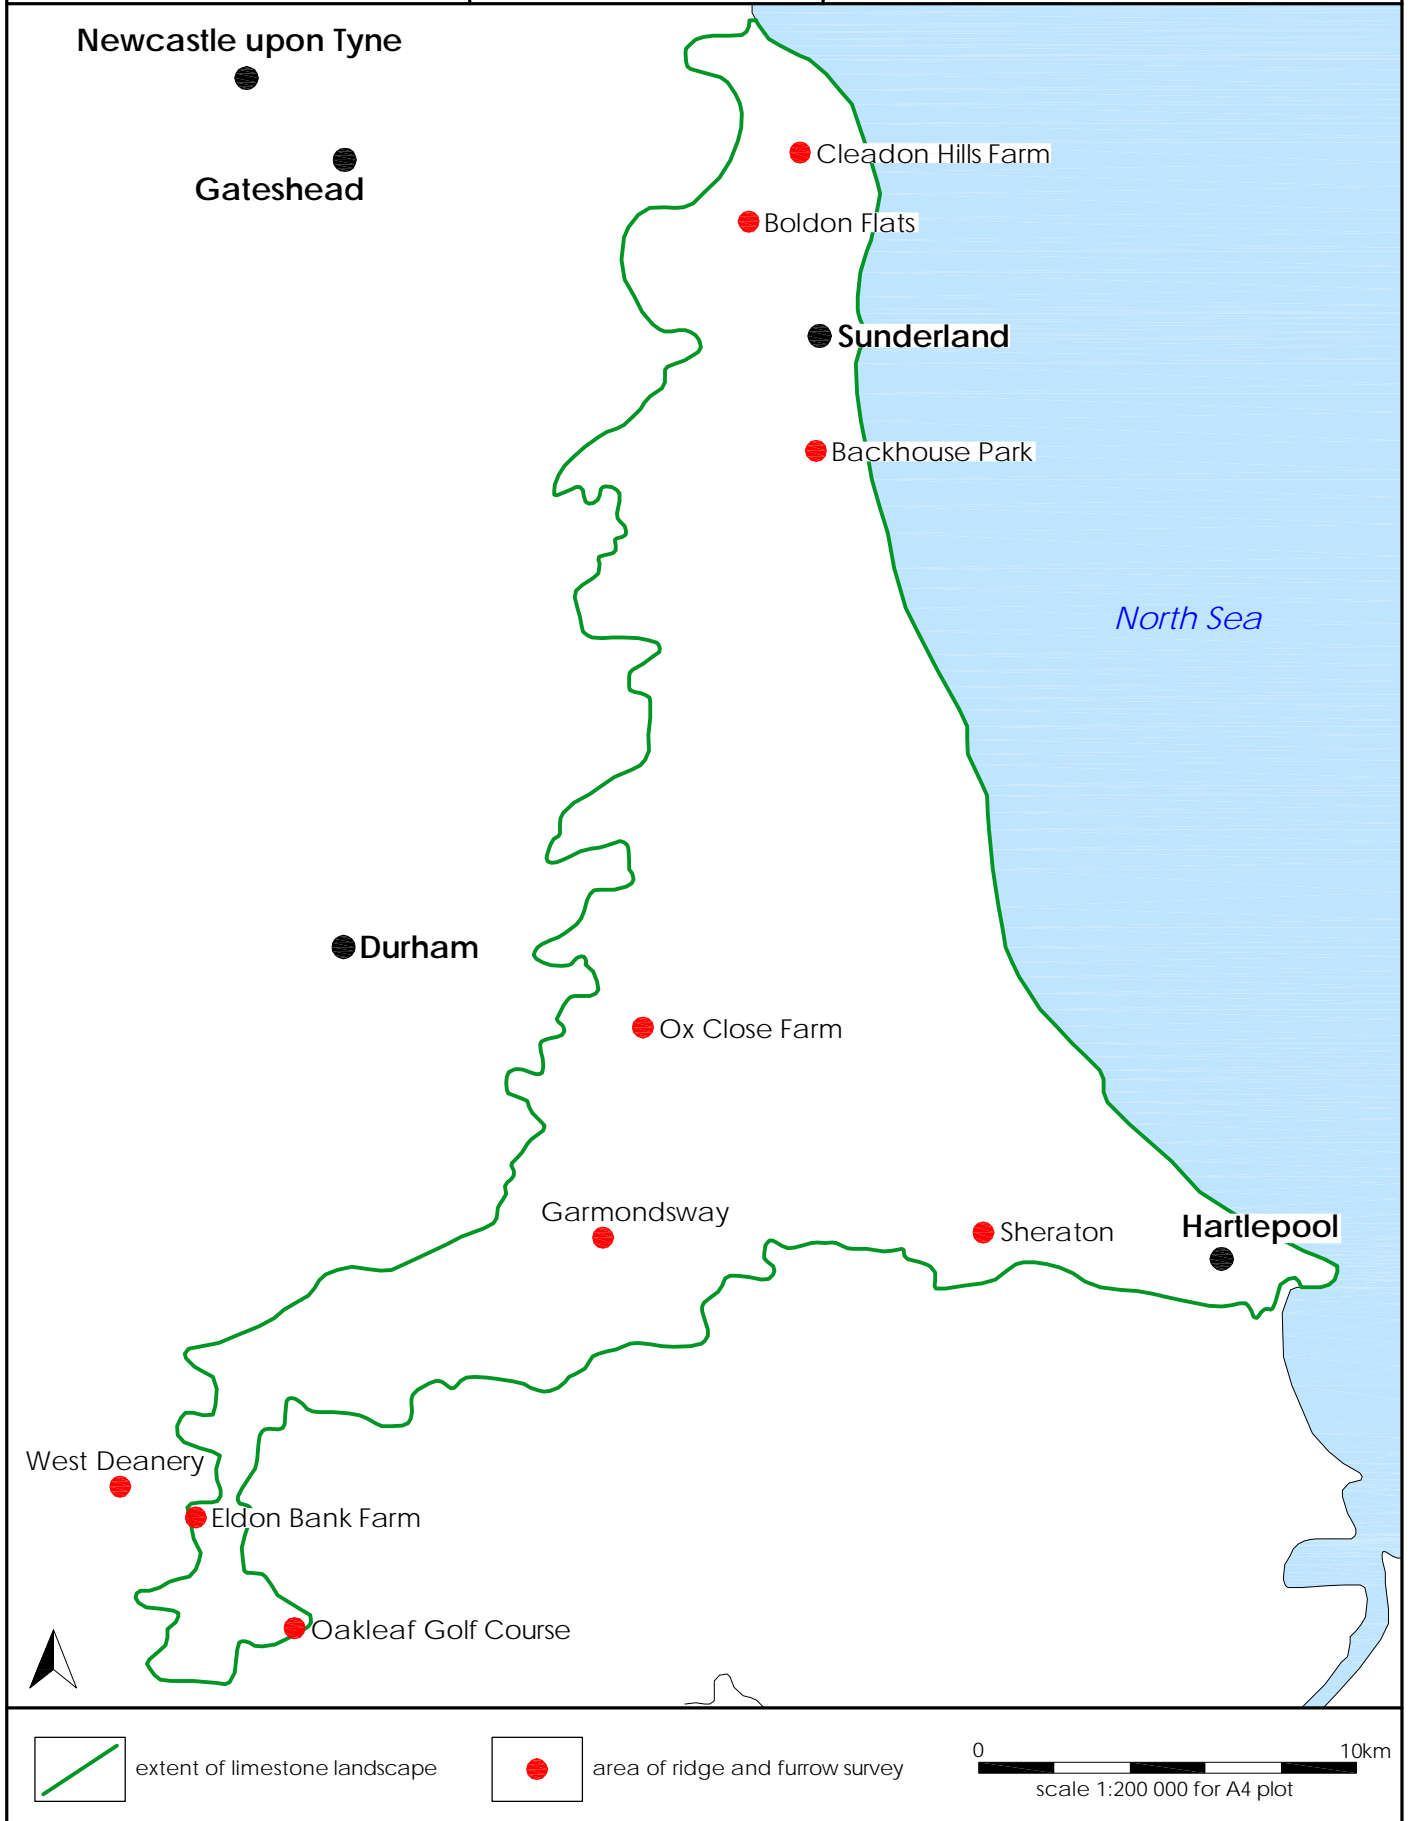 Newcastle upon Tyne
Gateshead
Cleadon Hills Farm
Boldon Flats
Sunderland
Backhouse Park
North Sea
Durham
Ox Close Farm
Garmondsway
Sheraton
Hartlepool
West Deanery
Eldon Bank Farm
Oakleaf Golf Course
extent of limestone landscape
area of ridge and furrow survey
0
10km
scale 1:200 000 for A4 plot